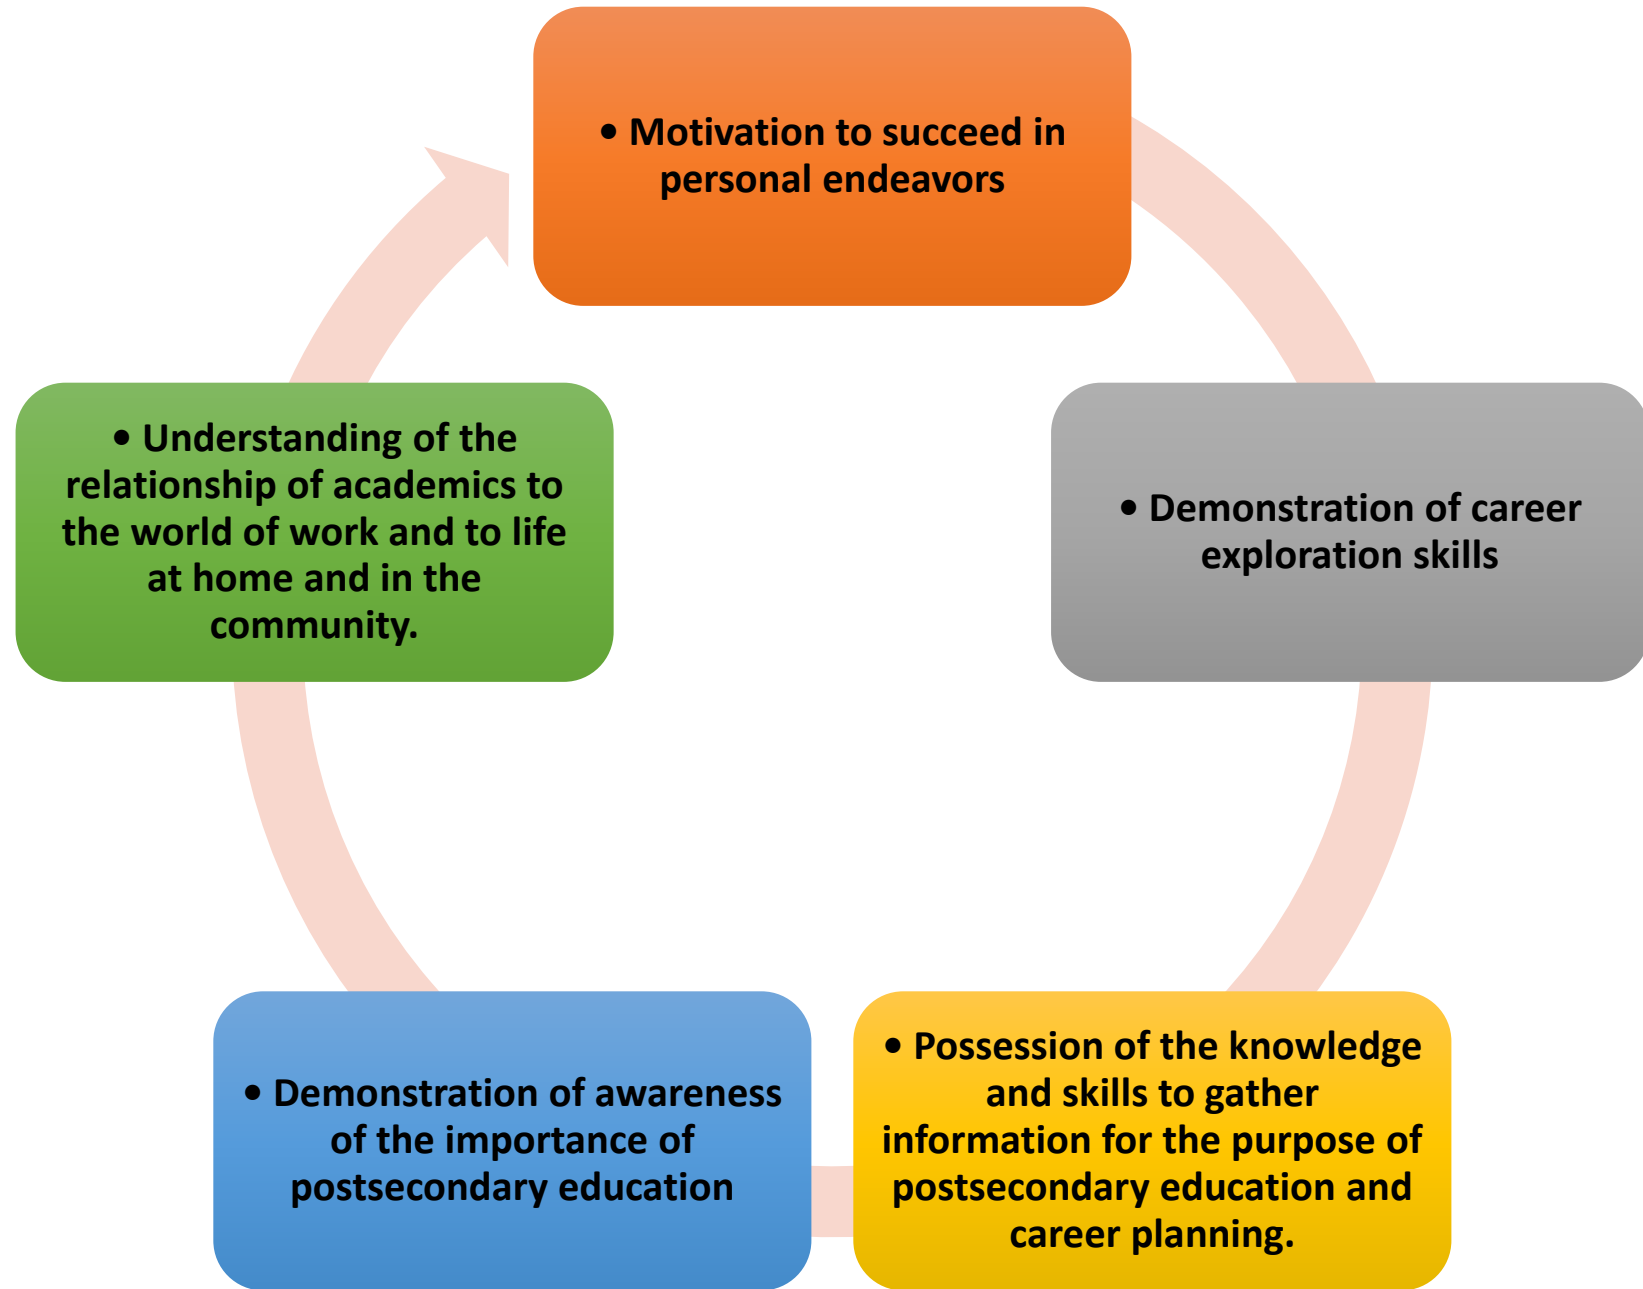 • Motivation to succeed in
personal endeavors
• Demonstration of career
exploration skills
• Possession of the knowledge
and skills to gather
information for the purpose of
postsecondary education and
career planning.
• Demonstration of awareness
of the importance of
postsecondary education
• Understanding of the
relationship of academics to
the world of work and to life
at home and in the
community.